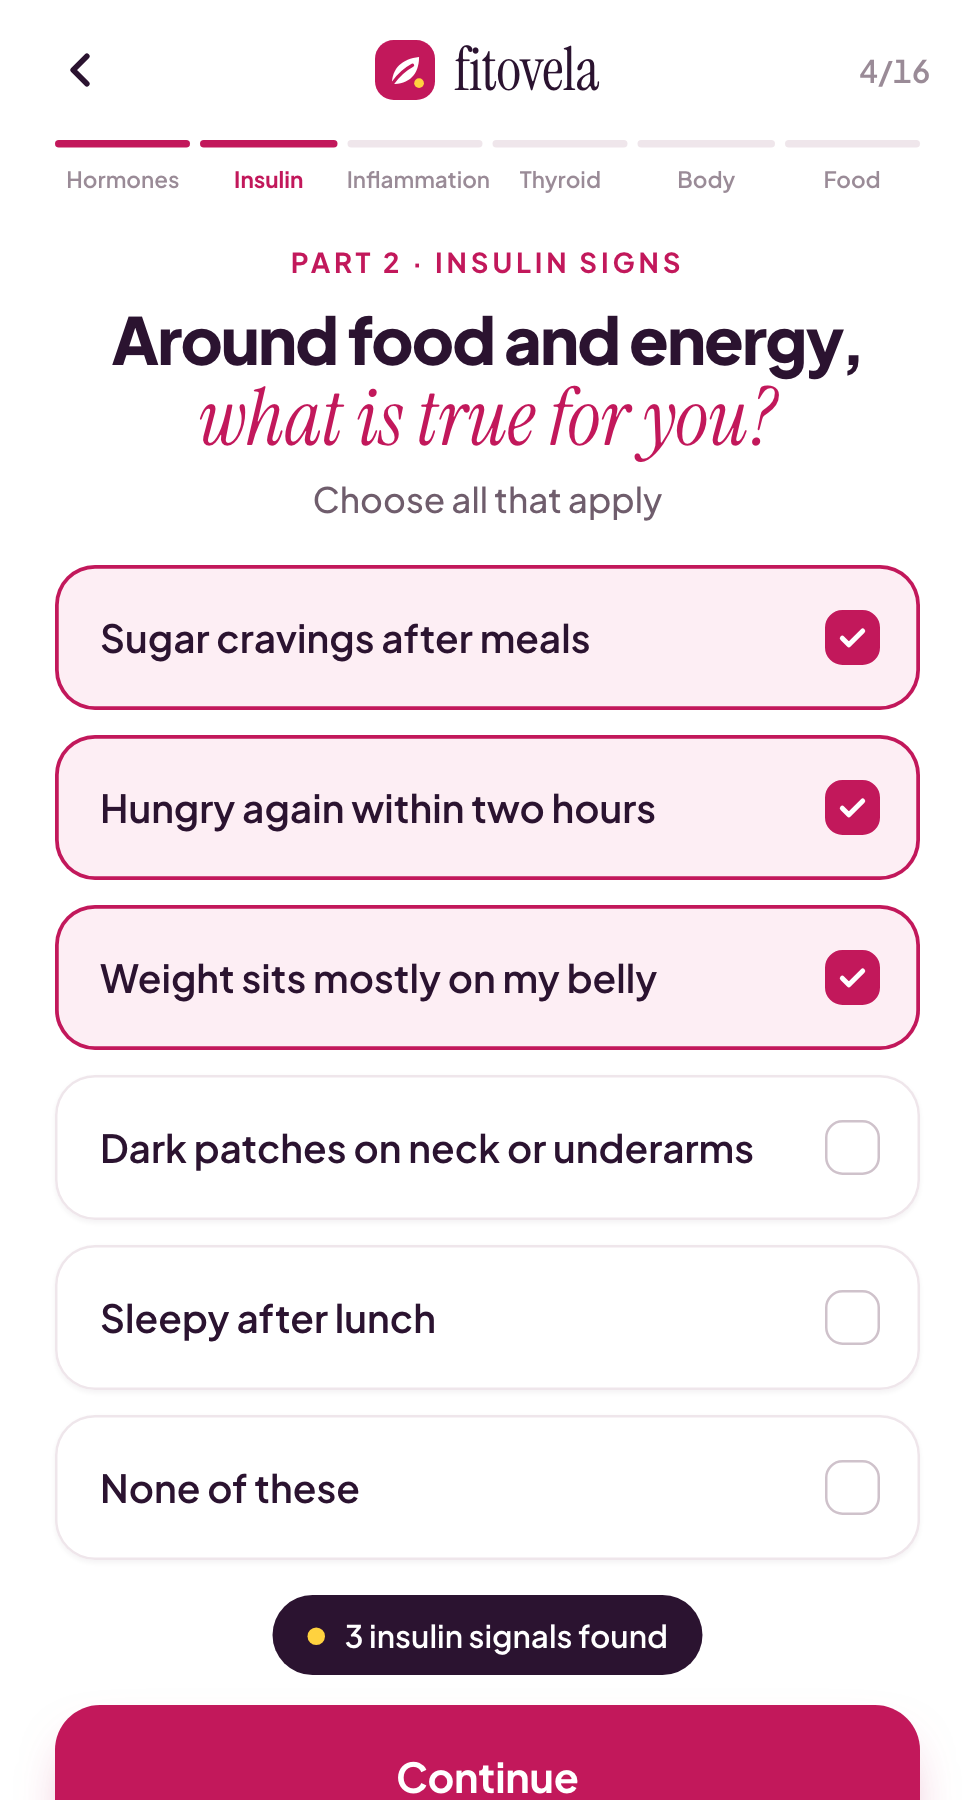 fitovela
4/16
Hormones
Insulin
Inflammation
Thyroid
Body
Food
PART 2 · INSULIN SIGNS
Around food and energy,
what is true for you?
Choose all that apply
Sugar cravings after meals
Hungry again within two hours
Weight sits mostly on my belly
Dark patches on neck or underarms
Sleepy after lunch
None of these
3 insulin signals found
Continue